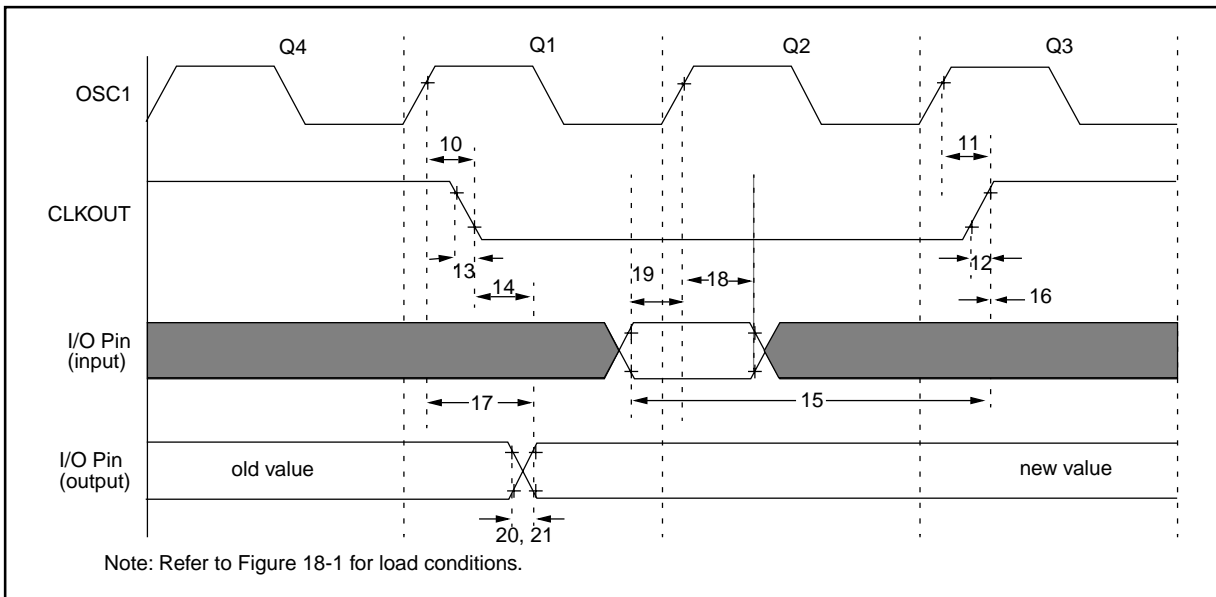 Q4 Q1 Q2 Q3
OSC1
10 11
CLKOUT
13 19 18 12
14 16
I/O Pin
(input)
17 15
I/O Pin
(output)
old value new value
20, 21
Note: Refer to Figure 18-1 for load conditions.